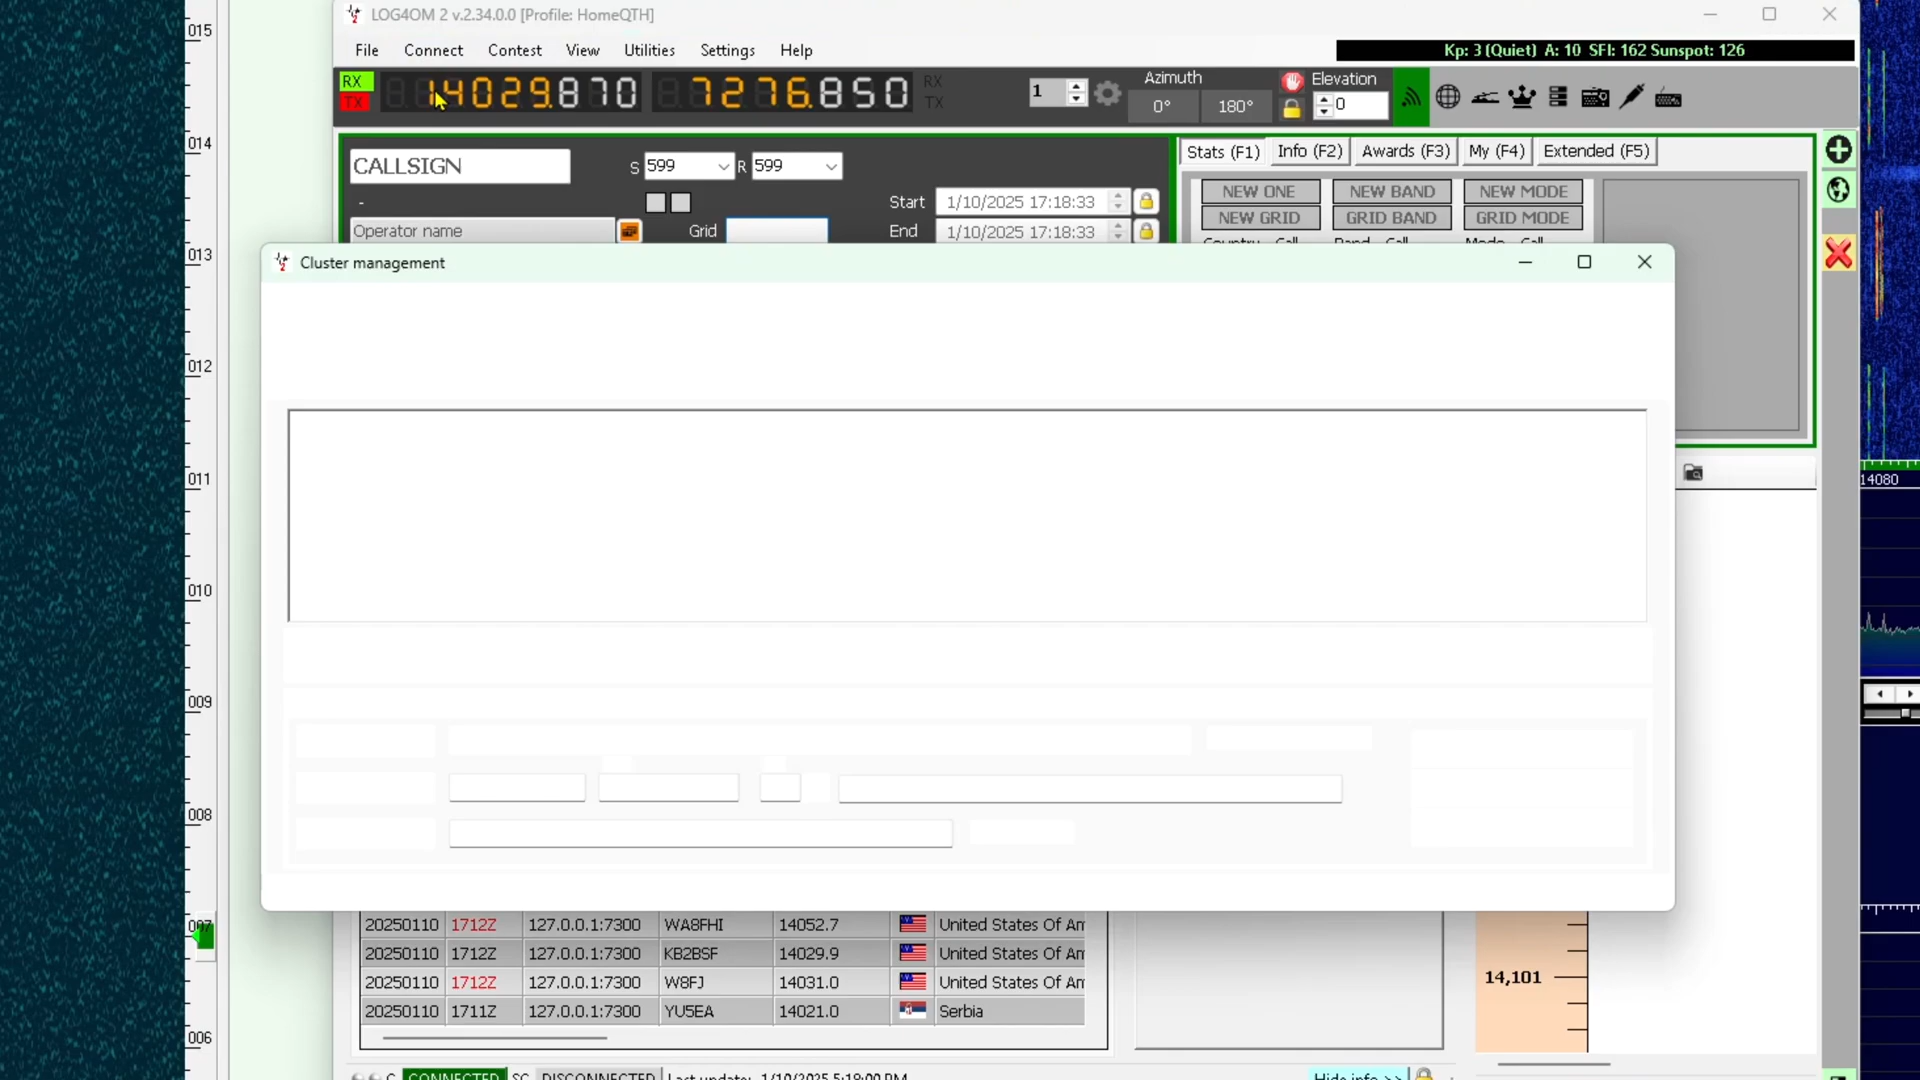 LOG4OM 2 v.2.34.0.0 [Profile: HomeQTH]
File Connect Contest View Utilities Settings Help
Kp: 3 (Quiet) A: 10 SFI: 162 Sunspot: 126
RX
TX
14029.870
7276.850
RX
TX
1
Azimuth
0° 180°
Elevation
0
CALLSIGN
S 599 R 599
-
Start 1/10/2025 17:18:33
Operator name
Grid
End 1/10/2025 17:18:33
Stats (F1) Info (F2) Awards (F3) My (F4) Extended (F5)
NEW ONE NEW BAND NEW MODE
NEW GRID GRID BAND GRID MODE
Cluster management
015
014
013
012
011
010
009
008
007
006
14080
20250110 1712Z 127.0.0.1:7300 WA8FHI 14052.7 United States Of Am
20250110 1712Z 127.0.0.1:7300 KB2BSF 14029.9 United States Of Am
20250110 1712Z 127.0.0.1:7300 W8FJ 14031.0 United States Of Am
20250110 1711Z 127.0.0.1:7300 YU5EA 14021.0 Serbia
14,101
C CONNECTED SC DISCONNECTED Last update: 1/10/2025 5:18:00 PM
Hide info >>